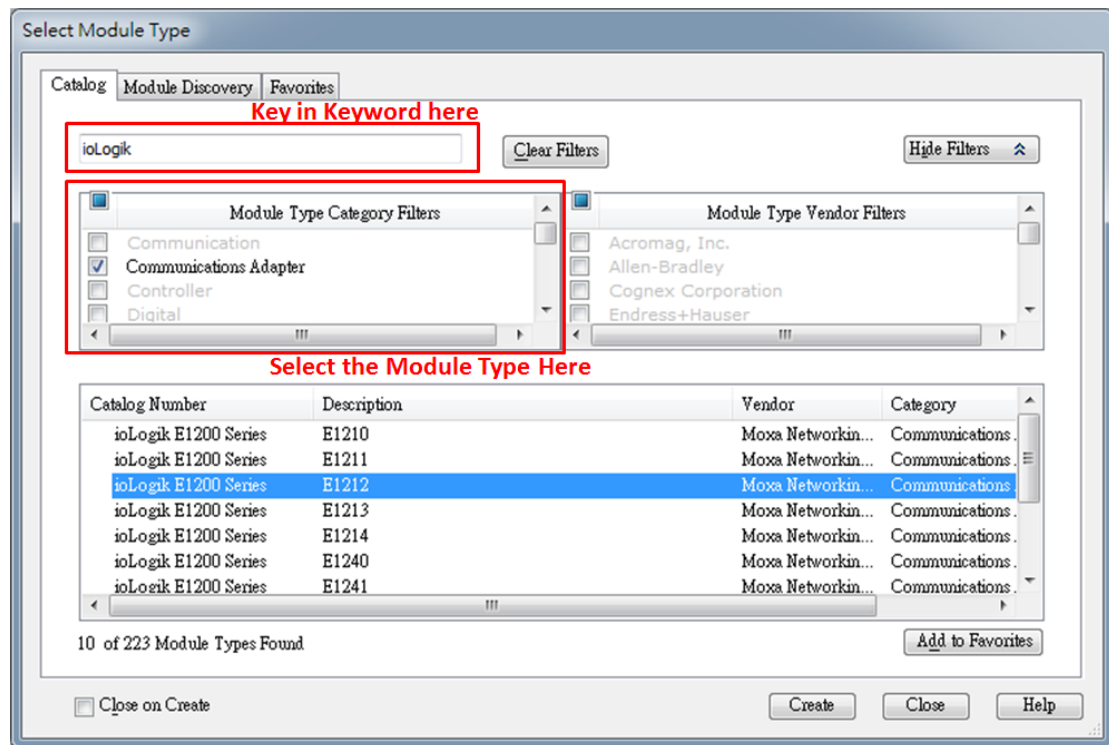 Select Module Type
Catalog Module Discovery Favorites
Key in Keyword here
ioLogik Clear Filters Hide Filters
Module Type Category Filters Module Type Vendor Filters
Communication Acromag, Inc.
Communications Adapter Allen-Bradley
Controller Cognex Corporation
Digital Endress+Hauser
Select the Module Type Here
Catalog Number Description Vendor Category
ioLogik E1200 Series E1210 Moxa Networkin... Communications.
ioLogik E1200 Series E1211 Moxa Networkin... Communications.
ioLogik E1200 Series E1212 Moxa Networkin... Communications
ioLogik E1200 Series E1213 Moxa Networkin... Communications.
ioLogik E1200 Series E1214 Moxa Networkin... Communications.
ioLogik E1200 Series E1240 Moxa Networkin... Communications.
ioLogik E1200 Series E1241 Moxa Networkin... Communications.
10 of 223 Module Types Found Add to Favorites
Close on Create Create Close Help